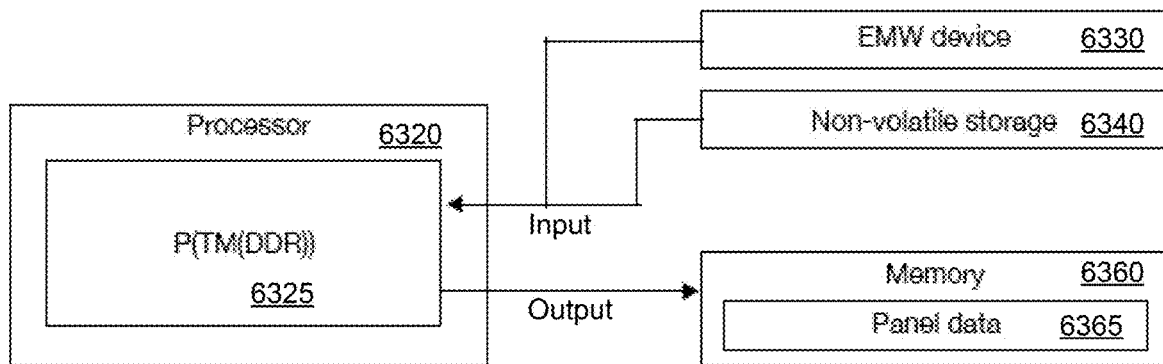 EMW device 6330
Processor 6320
Non-volatile storage 6340
P(TM(DDR))
6325
Input
Output
Memory 6360
Panel data 6365